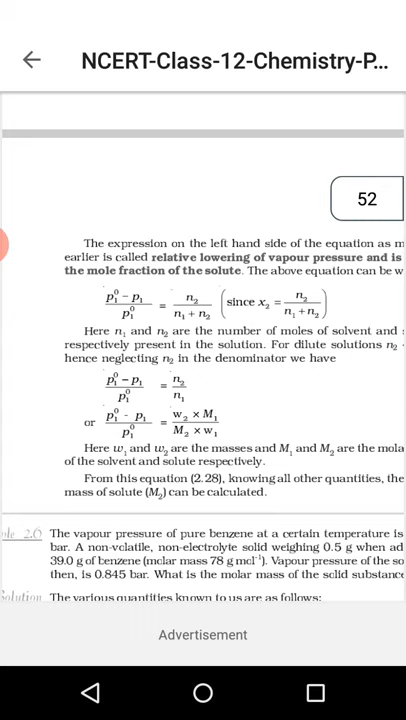 NCERT-Class-12-Chemistry-P...
52
The expression on the left hand side of the equation as m
earlier is called relative lowering of vapour pressure and is
the mole fraction of the solute. The above equation can be w
(p₁⁰ − p₁)/p₁⁰ = n₂/(n₁ + n₂) (since x₂ = n₂/(n₁ + n₂))
Here n₁ and n₂ are the number of moles of solvent and
respectively present in the solution. For dilute solutions n₂
hence neglecting n₂ in the denominator we have
(p₁⁰ − p₁)/p₁⁰ = n₂/n₁
or (p₁⁰ - p₁)/p₁⁰ = (w₂ × M₁)/(M₂ × w₁)
Here w₁ and w₂ are the masses and M₁ and M₂ are the mola
of the solvent and solute respectively.
From this equation (2.28), knowing all other quantities, the
mass of solute (M₂) can be calculated.
ple 2.6 The vapour pressure of pure benzene at a certain temperature is
bar. A non-volatile, non-electrolyte solid weighing 0.5 g when ad
39.0 g of benzene (molar mass 78 g mol⁻¹). Vapour pressure of the so
then, is 0.845 bar. What is the molar mass of the solid substance
Solution The various quantities known to us are as follows:
Advertisement